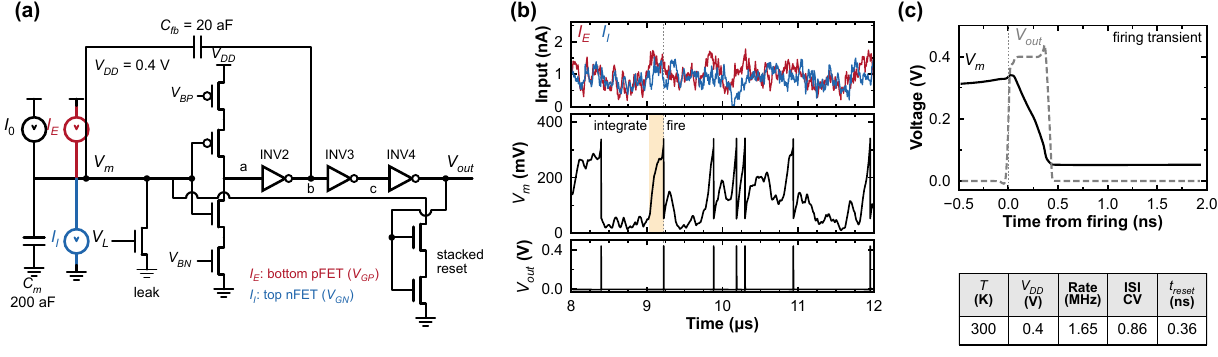 (a)
C_fb = 20 aF
V_DD = 0.4 V
V_DD
V_BP
I_0
I_E
V_m
a
INV2
b
INV3
c
INV4
V_out
I_I
V_L
V_BN
C_m
200 aF
leak
stacked
reset
I_E: bottom pFET (V_GP)
I_I: top nFET (V_GN)
(b)
Input (nA)
2
1
0
I_E I_I
V_m (mV)
400
200
0
integrate fire
V_out (V)
0.4
0.0
8 9 10 11 12
Time (µs)
(c)
Voltage (V)
0.4
0.2
0.0
V_out
firing transient
V_m
-0.5 0.0 0.5 1.0 1.5 2.0
Time from firing (ns)
T (K) V_DD (V) Rate (MHz) ISI CV t_reset (ns)
300 0.4 1.65 0.86 0.36